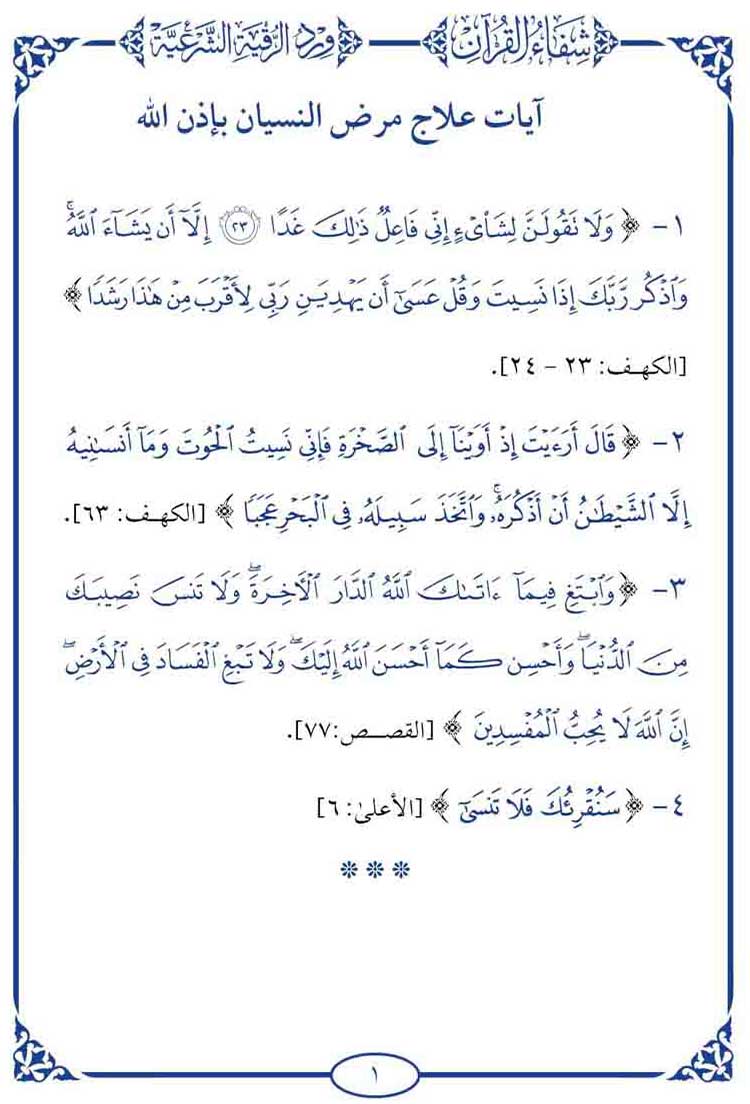 شِفَاءُ الْقُرْآنِ وِرْدُ الرُّقْيَةِ الشَّرْعِيَّةِ
آيات علاج مرض النسيان بإذن الله
١- ﴿ وَلَا تَقُولَنَّ لِشَا۟ىْءٍ إِنِّى فَاعِلٌ ذَٰلِكَ غَدًا ٢٣ إِلَّآ أَن يَشَآءَ ٱللَّهُ ۚ
وَٱذْكُر رَّبَّكَ إِذَا نَسِيتَ وَقُلْ عَسَىٰٓ أَن يَهْدِيَنِ رَبِّى لِأَقْرَبَ مِنْ هَٰذَا رَشَدًا ﴾
[الكهف: ٢٣ - ٢٤].
٢- ﴿ قَالَ أَرَءَيْتَ إِذْ أَوَيْنَآ إِلَى ٱلصَّخْرَةِ فَإِنِّى نَسِيتُ ٱلْحُوتَ وَمَآ أَنسَىٰنِيهُ
إِلَّا ٱلشَّيْطَٰنُ أَنْ أَذْكُرَهُۥ ۚ وَٱتَّخَذَ سَبِيلَهُۥ فِى ٱلْبَحْرِ عَجَبًا ﴾ [الكهف: ٦٣].
٣- ﴿ وَٱبْتَغِ فِيمَآ ءَاتَىٰكَ ٱللَّهُ ٱلدَّارَ ٱلْءَاخِرَةَ ۖ وَلَا تَنسَ نَصِيبَكَ
مِنَ ٱلدُّنْيَا ۖ وَأَحْسِن كَمَآ أَحْسَنَ ٱللَّهُ إِلَيْكَ ۖ وَلَا تَبْغِ ٱلْفَسَادَ فِى ٱلْأَرْضِ ۖ
إِنَّ ٱللَّهَ لَا يُحِبُّ ٱلْمُفْسِدِينَ ﴾ [القصص: ٧٧].
٤- ﴿ سَنُقْرِئُكَ فَلَا تَنسَىٰٓ ﴾ [الأعلىٰ: ٦]
* * *
١